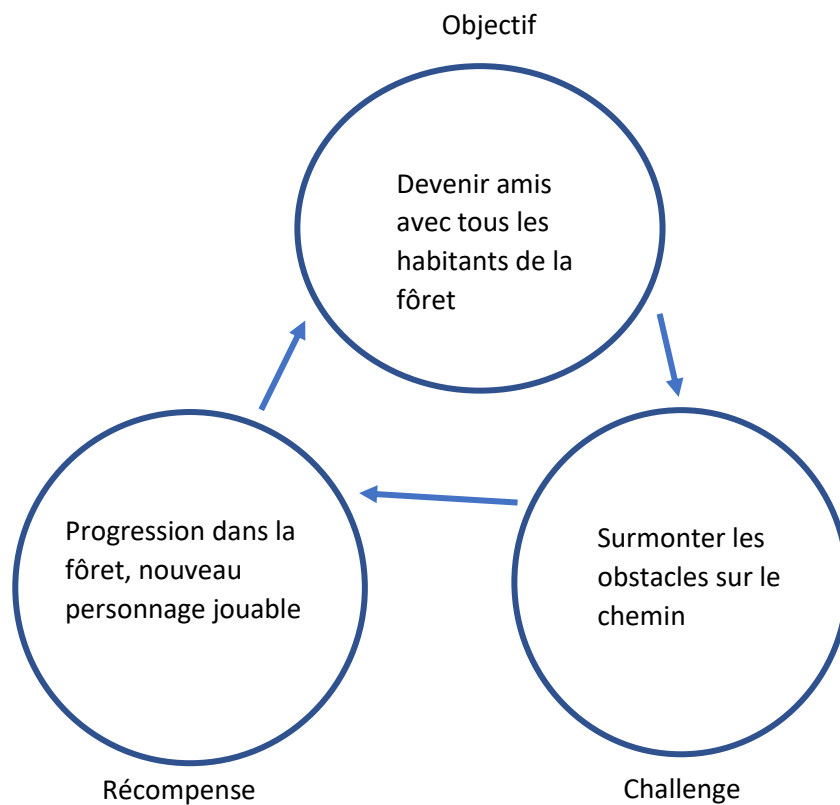 Objectif
Devenir amis
avec tous les
habitants de la
fôret
Progression dans la
fôret, nouveau
personnage jouable
Surmonter les
obstacles sur le
chemin
Récompense
Challenge